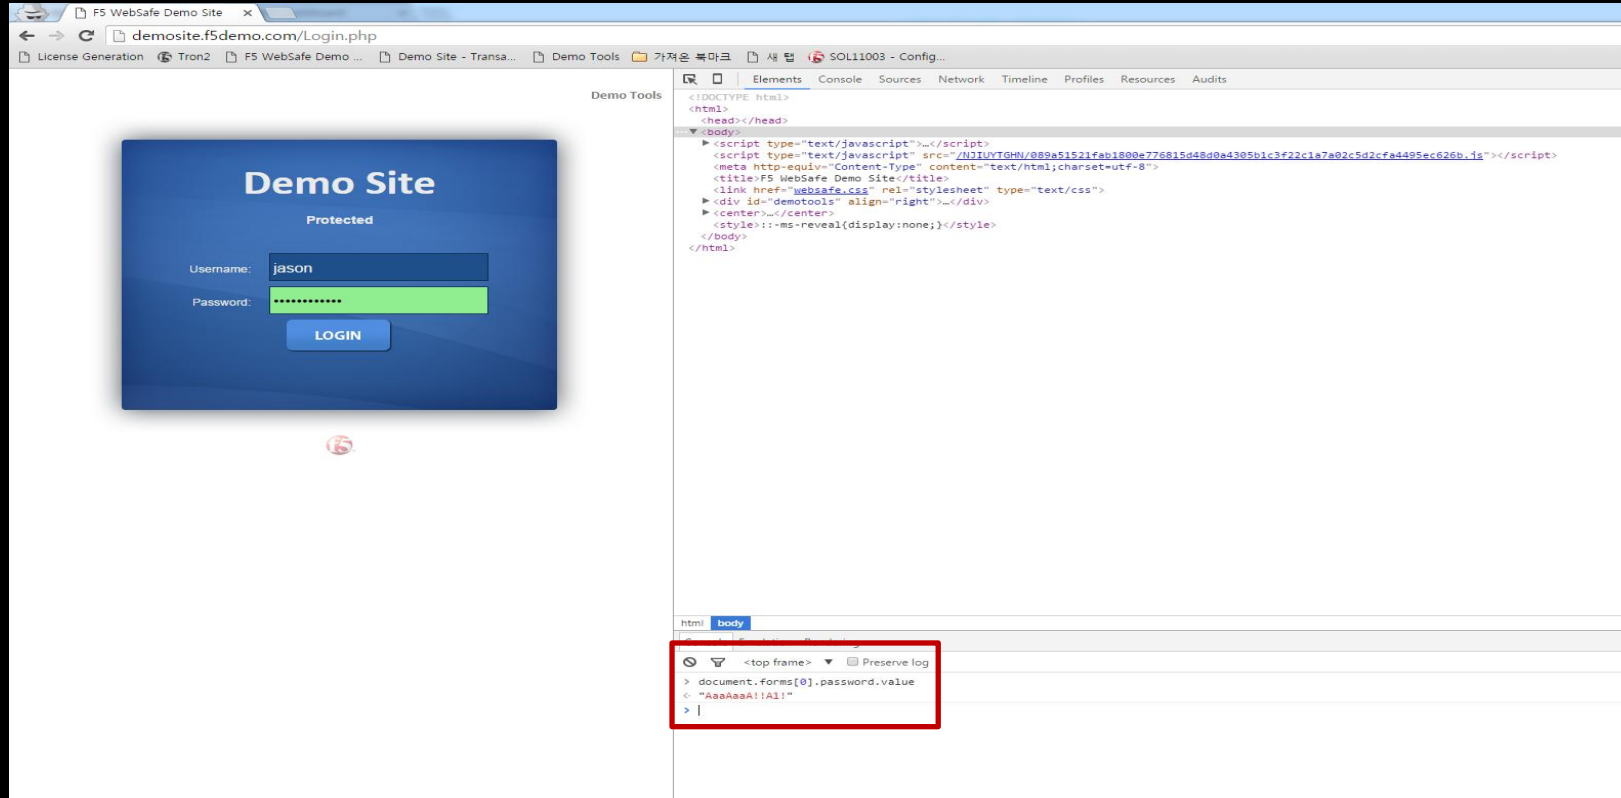 F5 WebSafe Demo Site
demosite.f5demo.com/Login.php
License Generation Tron2 F5 WebSafe Demo ... Demo Site - Transa... Demo Tools 가져온 북마크 새 탭 SOL11003 - Config...
Demo Tools
Demo Site
Protected
Username: jason
Password: ••••••••••••
LOGIN
Elements Console Sources Network Timeline Profiles Resources Audits
<!DOCTYPE html>
<html>
<head></head>
<body>
<script type="text/javascript">…</script>
<script type="text/javascript" src="/NJIUYTGHN/089a51521fab1800e776815d48d0a4305b1c3f22c1a7a02c5d2cfa4495ec626b.js"></script>
<meta http-equiv="Content-Type" content="text/html;charset=utf-8">
<title>F5 WebSafe Demo Site</title>
<link href="websafe.css" rel="stylesheet" type="text/css">
<div id="demotools" align="right">…</div>
<center>…</center>
<style>::-ms-reveal{display:none;}</style>
</body>
</html>
html body
<top frame> ▼ Preserve log
> document.forms[0].password.value
"AaaAaaA!!A1!"
>